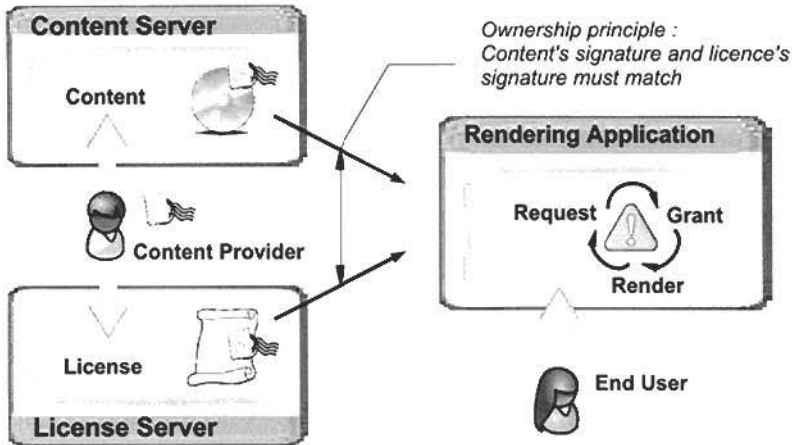 Content Server
Content
Ownership principle :
Content's signature and licence's
signature must match
Rendering Application
Request
Grant
Render
Content Provider
License
License Server
End User